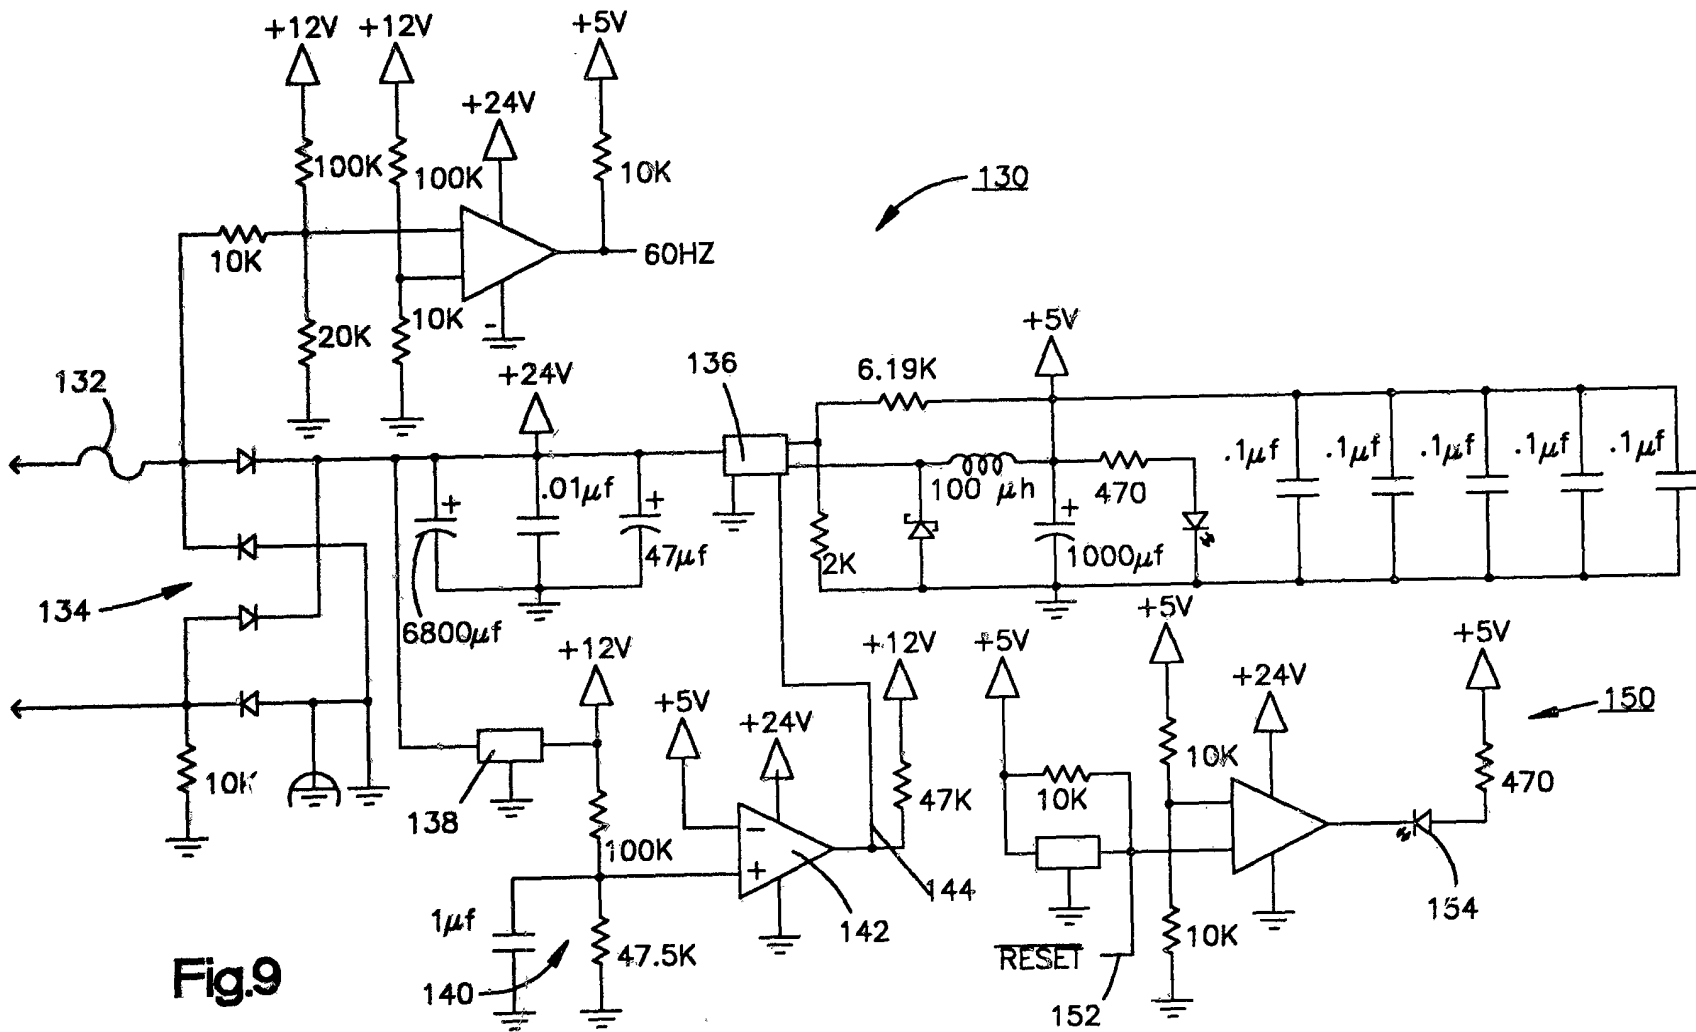 +12V +12V +5V
+24V
100K 100K 10K
130
10K 60HZ
20K 10K
+5V
132 +24V 136 6.19K
.01µf 100 µh 470 .1µf .1µf .1µf .1µf .1µf
+
+
+
47µf 2K 1000µf
134
6800µf
+12V +12V +5V +5V +5V
+5V +24V +24V 150
10K 138 47K 10K 10K 470
100K
− +
1µf 142 144 154
140 47.5K RESET 10K
152
Fig.9